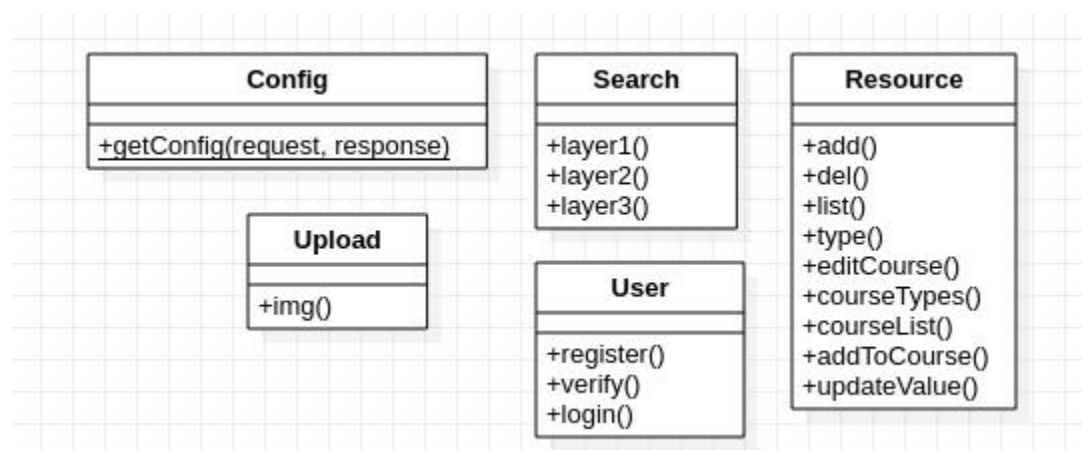 Config
+getConfig(request, response)
Upload
+img()
Search
+layer1()
+layer2()
+layer3()
User
+register()
+verify()
+login()
Resource
+add()
+del()
+list()
+type()
+editCourse()
+courseTypes()
+courseList()
+addToCourse()
+updateValue()